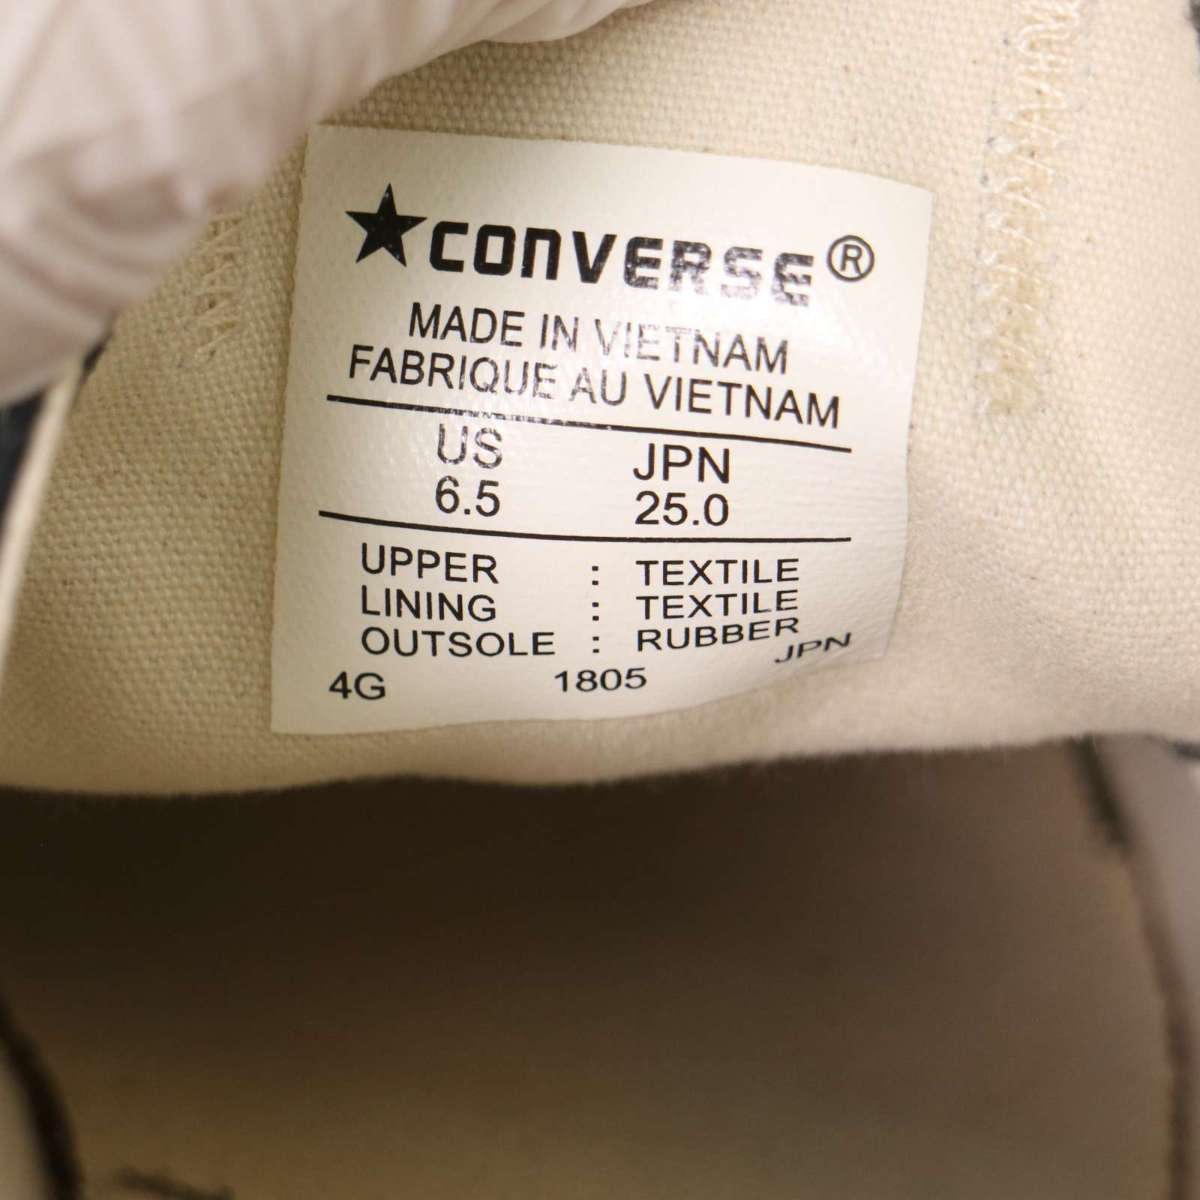 ★CONVERSE®
MADE IN VIETNAM
FABRIQUE AU VIETNAM
US JPN
6.5 25.0
UPPER : TEXTILE
LINING : TEXTILE
OUTSOLE : RUBBER
4G 1805 JPN